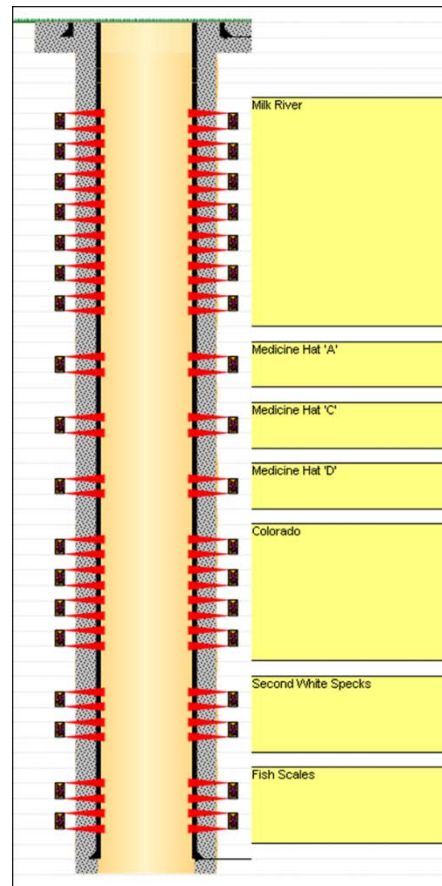 Milk River
Medicine Hat 'A'
Medicine Hat 'C'
Medicine Hat 'D'
Colorado
Second White Specks
Fish Scales